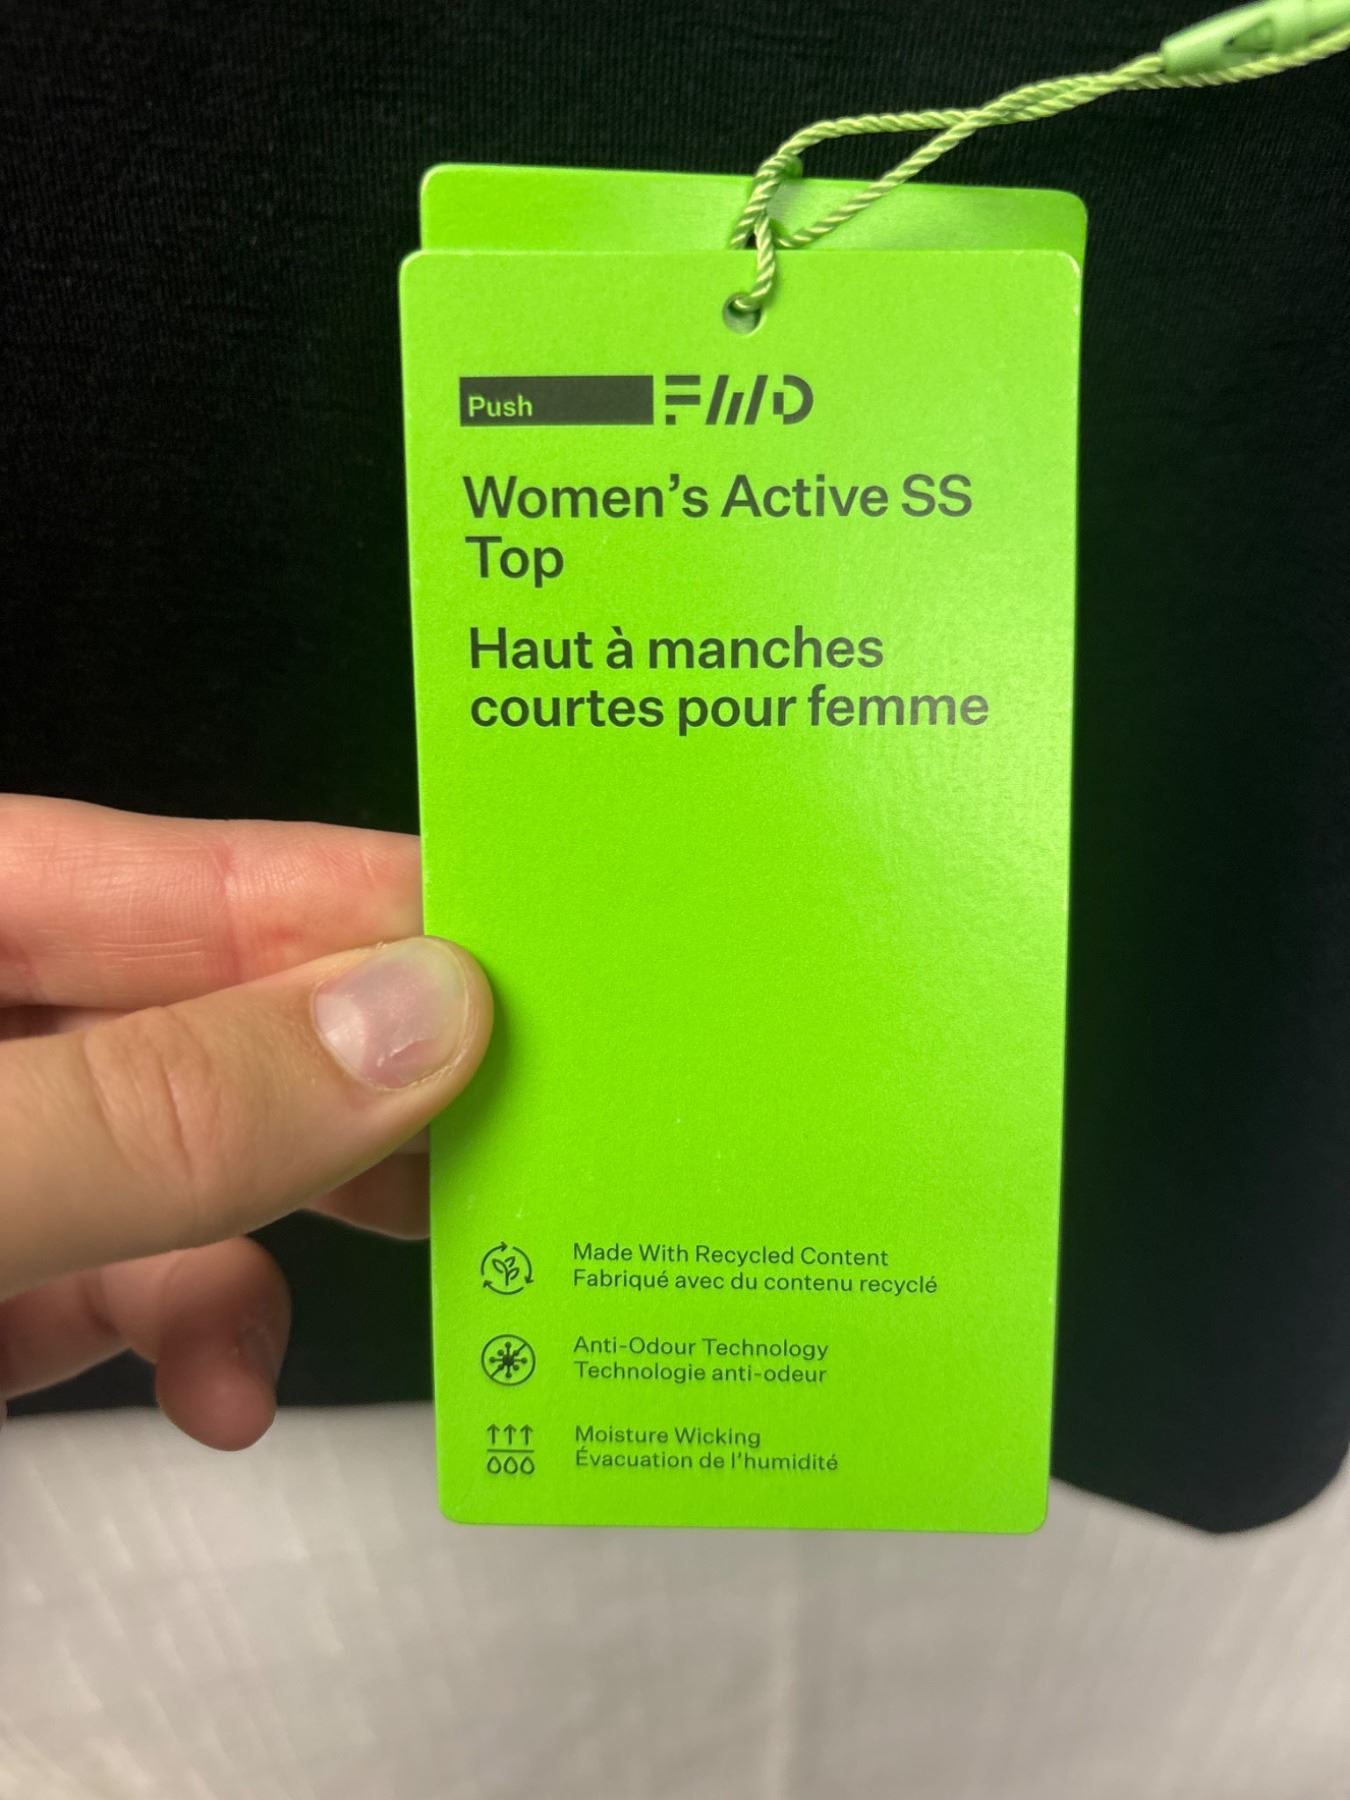 Push FWD
Women's Active SS
Top
Haut à manches
courtes pour femme
Made With Recycled Content
Fabriqué avec du contenu recyclé
Anti-Odour Technology
Technologie anti-odeur
Moisture Wicking
Évacuation de l'humidité